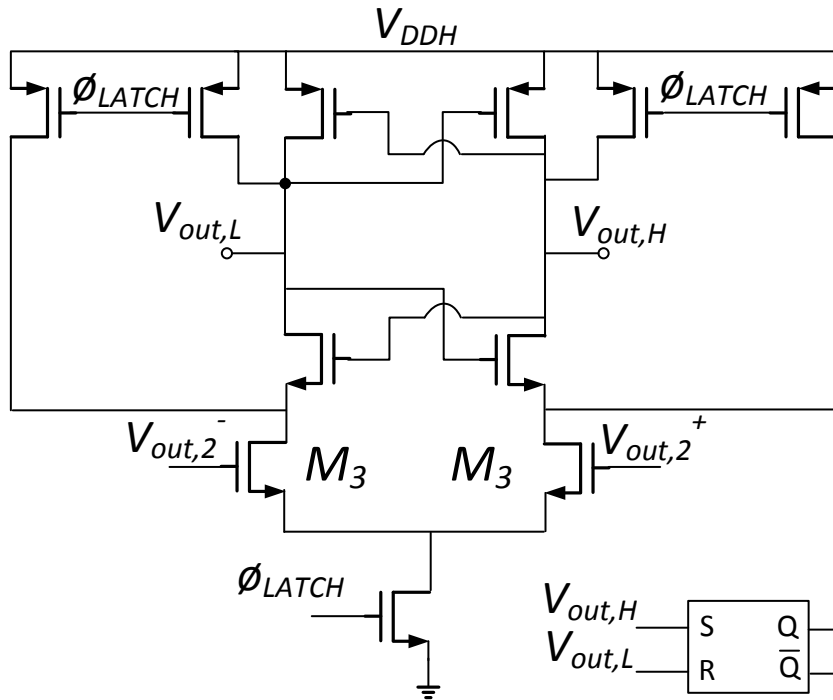 V_DDH
ø_LATCH ø_LATCH
V_out,L V_out,H
V_out,2^- M_3 M_3 V_out,2^+
ø_LATCH
V_out,H S Q
V_out,L R Q̅